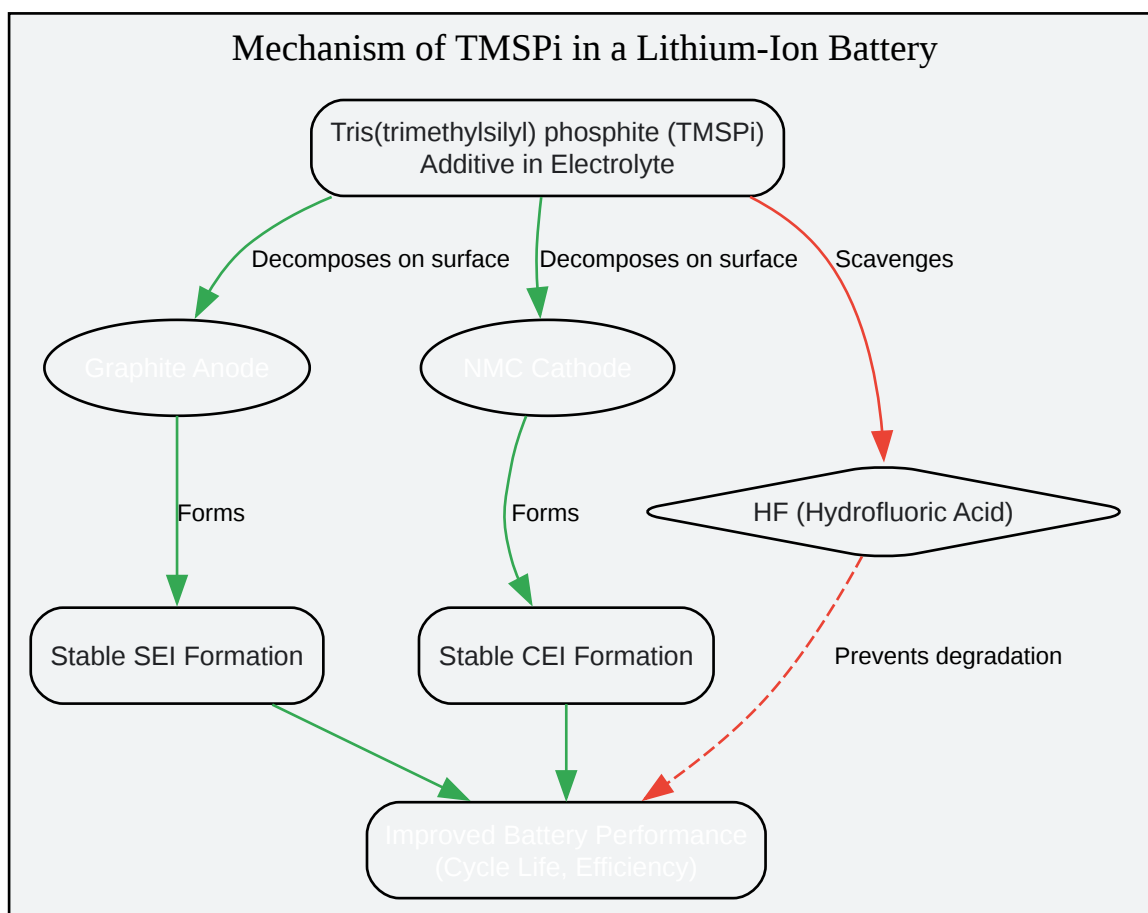 Mechanism of TMSPi in a Lithium-Ion Battery
Tris(trimethylsilyl) phosphite (TMSPi)
Additive in Electrolyte
Decomposes on surface
Decomposes on surface
Scavenges
Graphite Anode
NMC Cathode
Forms
Forms
HF (Hydrofluoric Acid)
Stable SEI Formation
Stable CEI Formation
Prevents degradation
Improved Battery Performance
(Cycle Life, Efficiency)